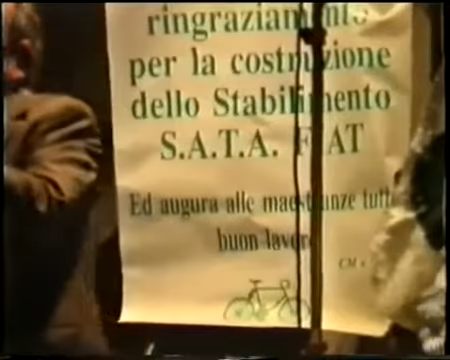 ringraziamento
per la costruzione
dello Stabilimento
S.A.T.A. FIAT
Ed augura alle maestranze tutte
buon lavoro